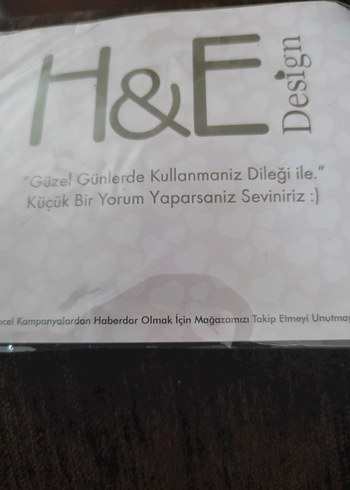 H&E
Design
"Güzel Günlerde Kullanmaniz Dileği ile."
Küçük Bir Yorum Yaparsaniz Seviniriz :)
Kampanyalardan Haberdar Olmak İçin Mağazamızı Takip Etmeyi